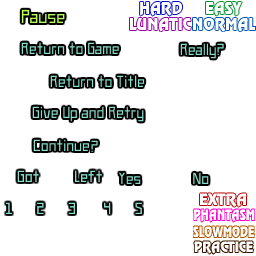 Pause
HARD EASY
LUNATIC NORMAL
Return to Game Really?
Return to Title
Give Up and Retry
Continue?
Got Left Yes No
1 2 3 4 5
EXTRA
PHANTASM
SLOWMODE
PRACTICE